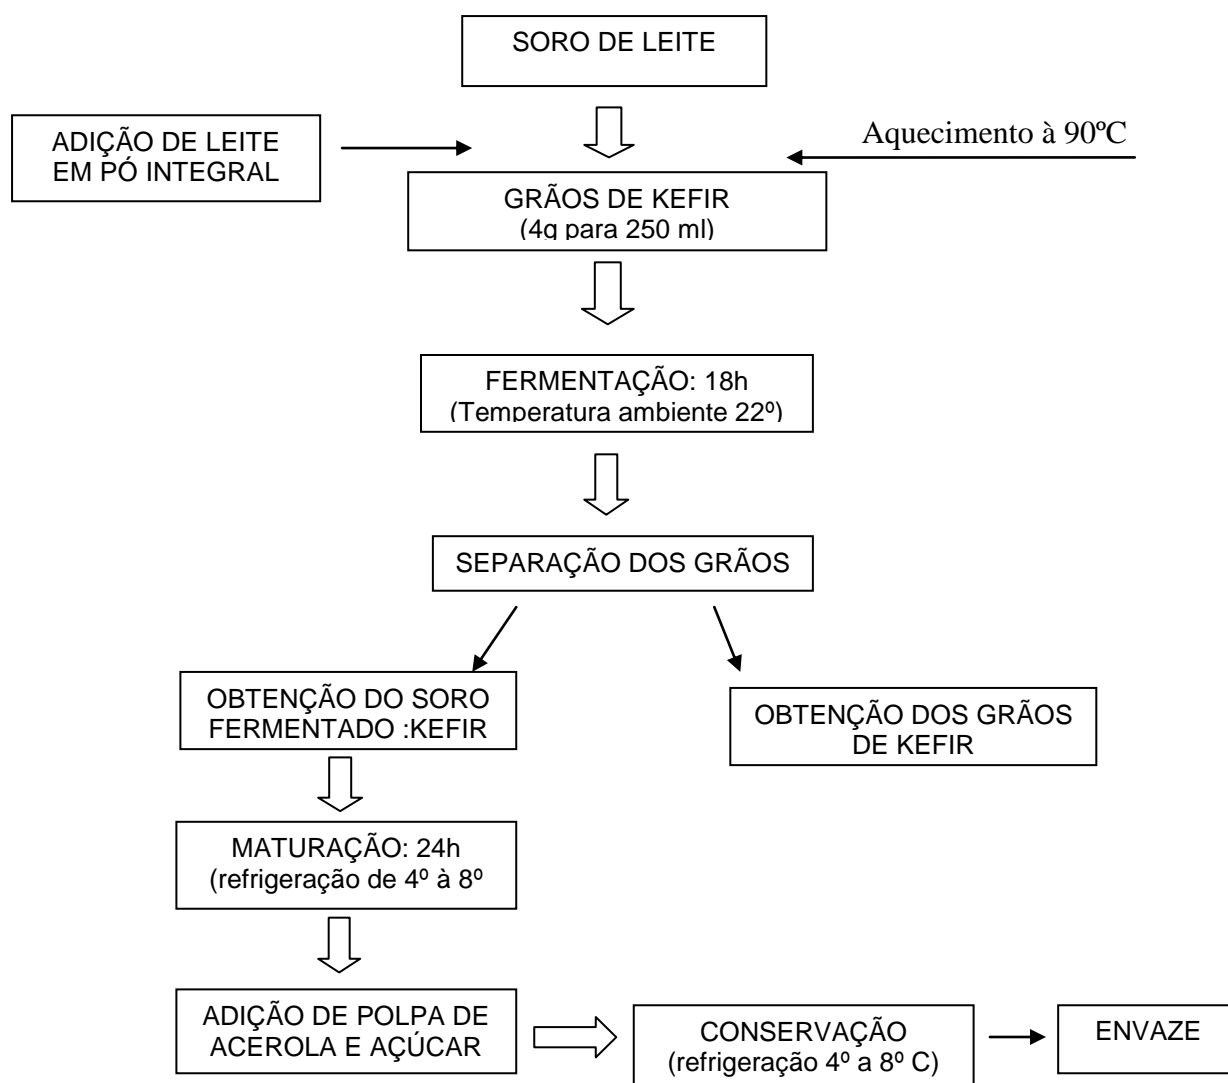 SORO DE LEITE
ADIÇÃO DE LEITE
EM PÓ INTEGRAL
Aquecimento à 90ºC
GRÃOS DE KEFIR
(4g para 250 ml)
FERMENTAÇÃO: 18h
(Temperatura ambiente 22º)
SEPARAÇÃO DOS GRÃOS
OBTENÇÃO DO SORO
FERMENTADO :KEFIR
OBTENÇÃO DOS GRÃOS
DE KEFIR
MATURAÇÃO: 24h
(refrigeração de 4º à 8º
ADIÇÃO DE POLPA DE
ACEROLA E AÇÚCAR
CONSERVAÇÃO
(refrigeração 4º a 8º C)
ENVAZE